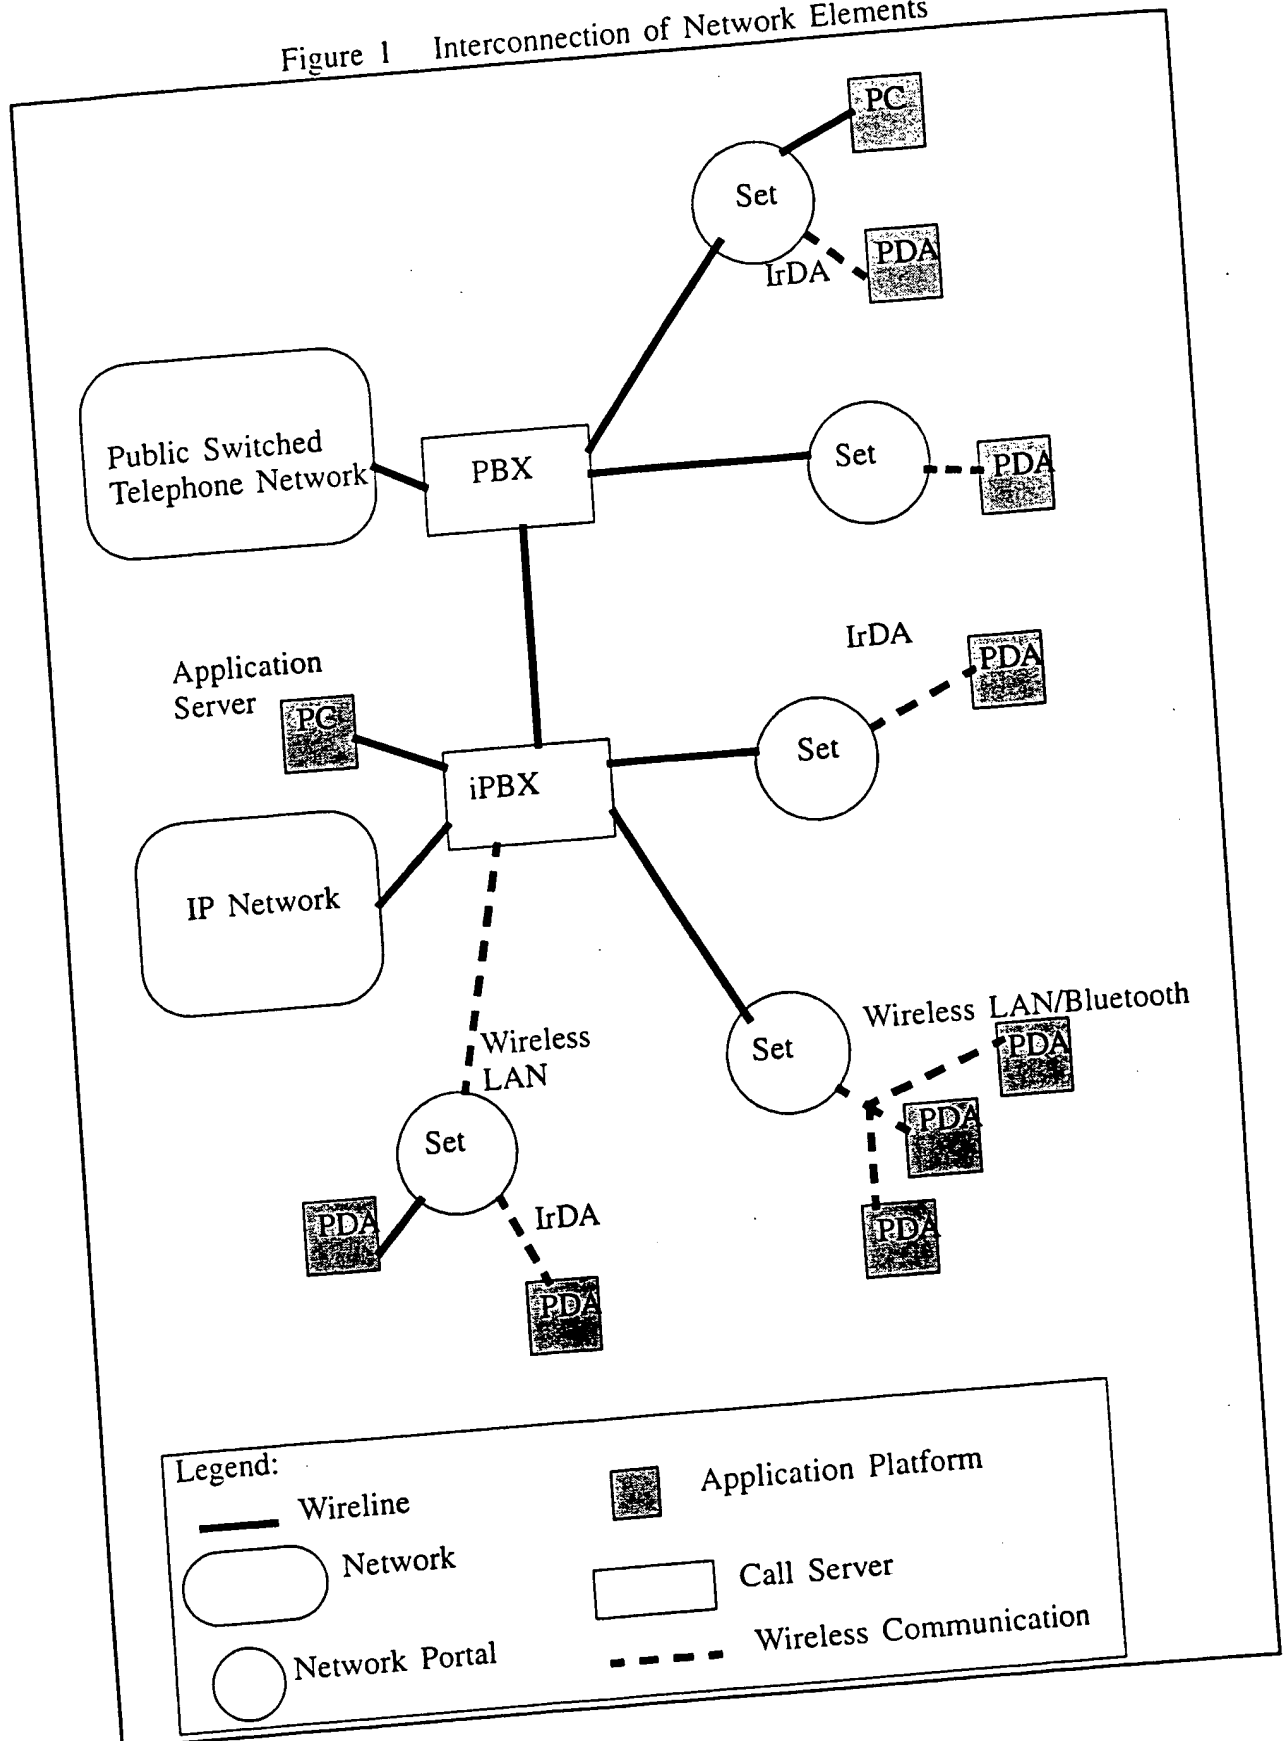 Figure 1 Interconnection of Network Elements
PC
Set
PDA
IrDA
Public Switched
Telephone Network
PBX
Set
PDA
IrDA
PDA
Application
Server
PC
iPBX
Set
IP Network
Wireless LAN/Bluetooth
PDA
Set
Wireless
LAN
PDA
Set
PDA
IrDA
PDA
PDA
Legend:
Wireline
Application Platform
Network
Call Server
Network Portal
Wireless Communication